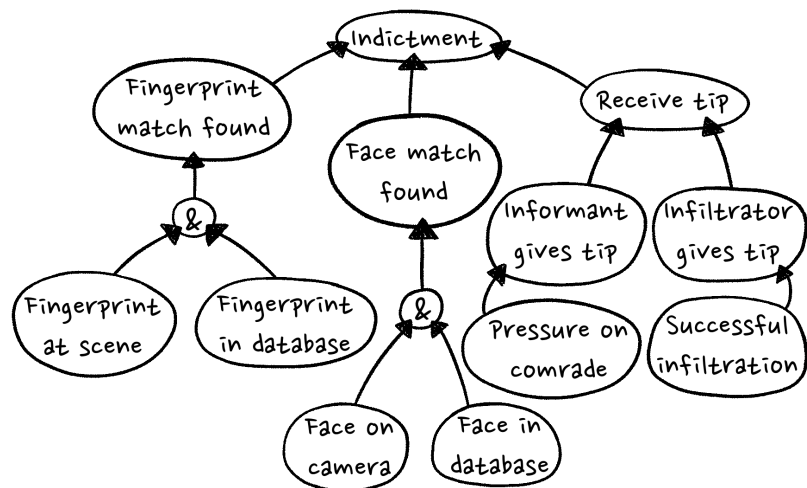 Indictment
Fingerprint
match found
Receive tip
Face match
found
&
Informant
gives tip
Infiltrator
gives tip
Fingerprint
at scene
Fingerprint
in database
&
Pressure on
comrade
Successful
infiltration
Face on
camera
Face in
database